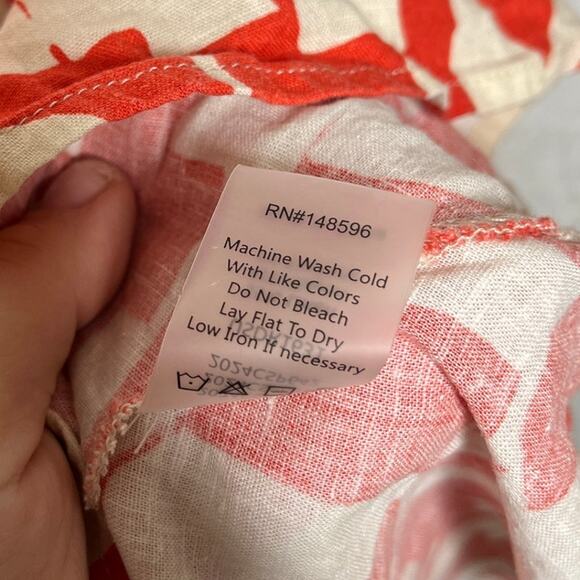 RN#148596
Machine Wash Cold
With Like Colors
Do Not Bleach
Lay Flat To Dry
Low Iron If necessary